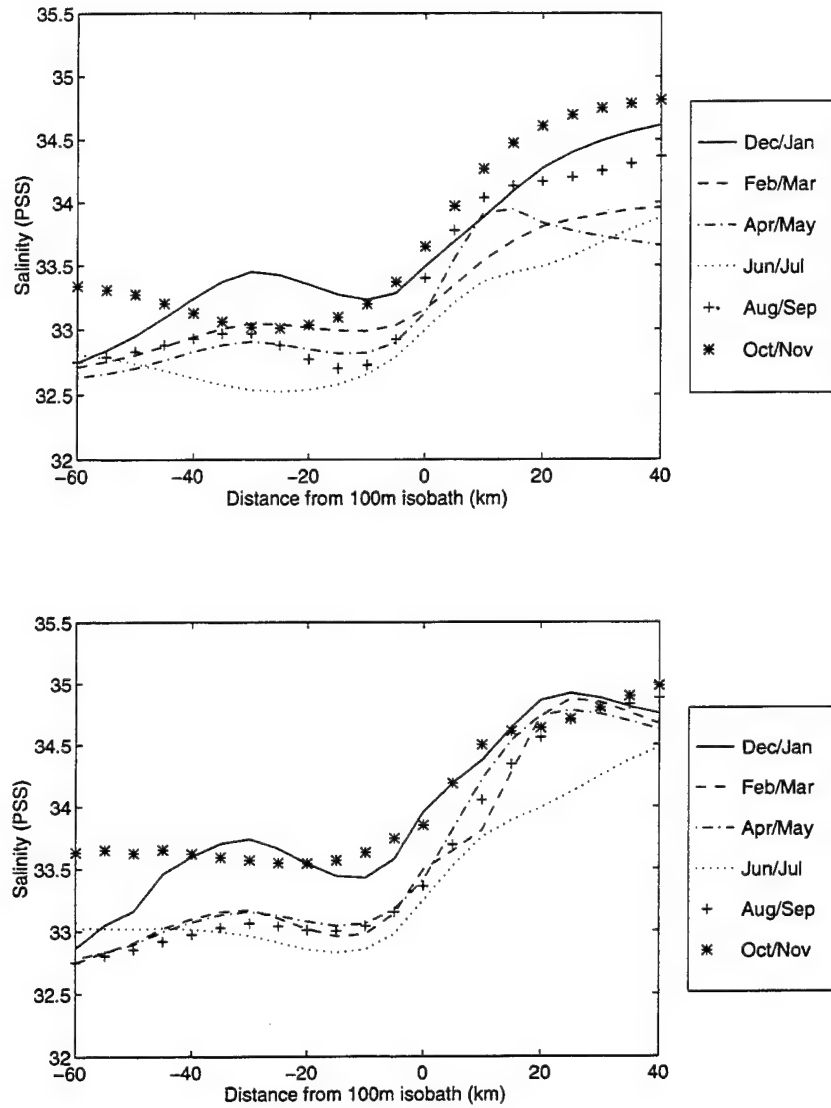 35.5
35
34.5
34
33.5
33
32.5
32
Salinity (PSS)
-60 -40 -20 0 20 40
Distance from 100m isobath (km)
Dec/Jan
Feb/Mar
Apr/May
Jun/Jul
Aug/Sep
Oct/Nov
35.5
35
34.5
34
33.5
33
32.5
32
Salinity (PSS)
-60 -40 -20 0 20 40
Distance from 100m isobath (km)
Dec/Jan
Feb/Mar
Apr/May
Jun/Jul
Aug/Sep
Oct/Nov